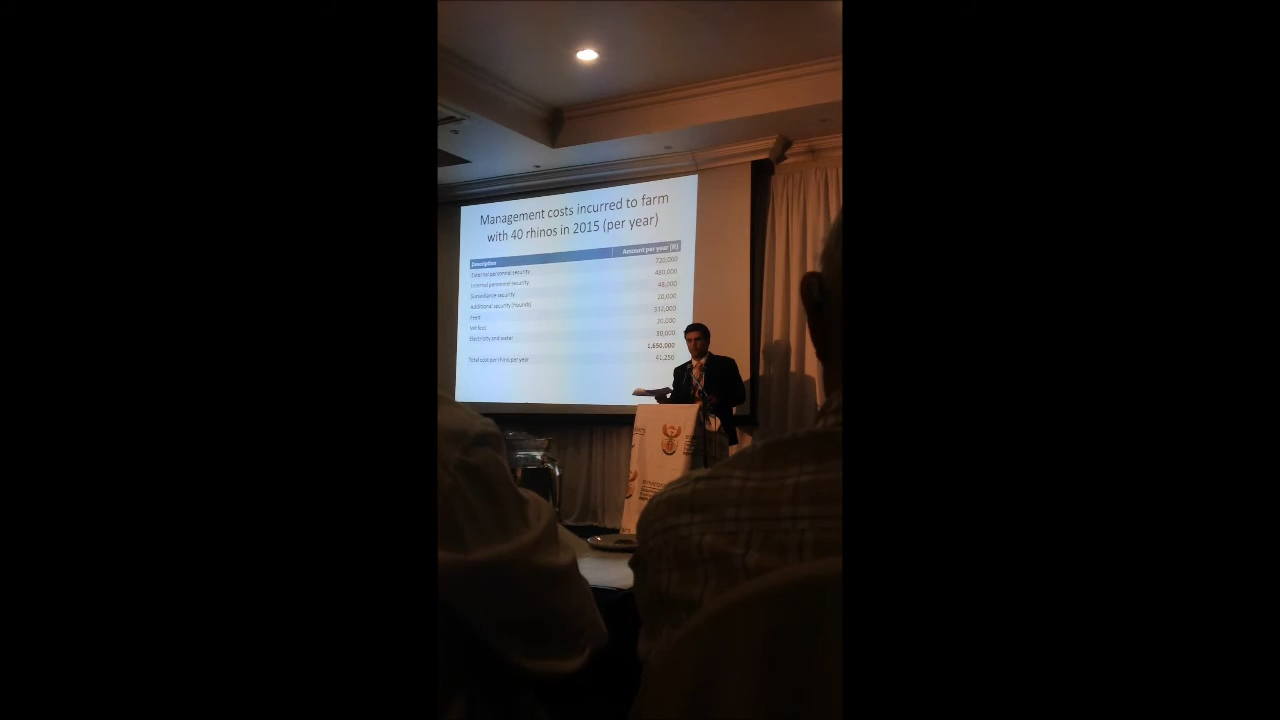 Management costs incurred to farm
with 40 rhinos in 2015 (per year)
Description Amount per year [R]
External personnel security 720,000
Internal personnel security 480,000
Surveillance security 48,000
Additional security (hounds) 20,000
Feed 332,000
Vet fees 20,000
Electricity and water 30,000
1,650,000
Total cost per rhino per year 41,250